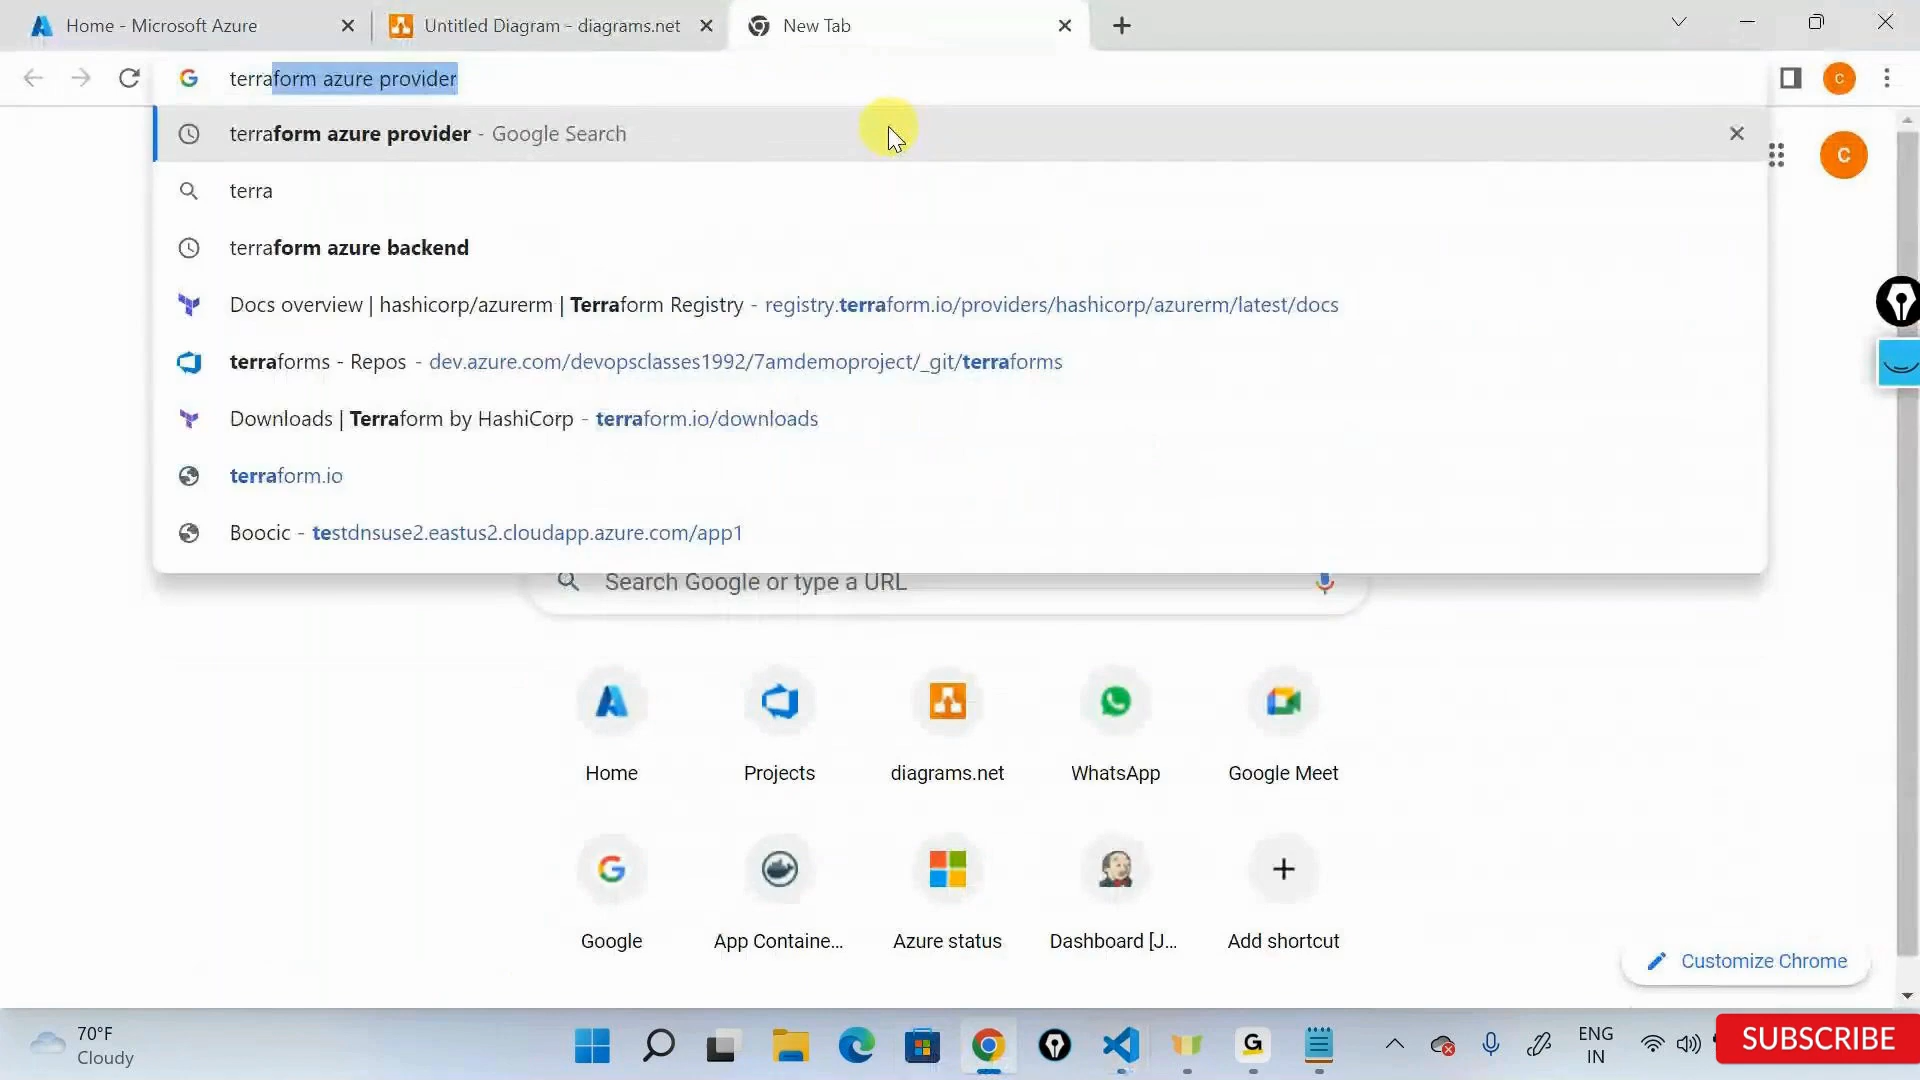 Home - Microsoft Azure
Untitled Diagram - diagrams.net
New Tab
terraform azure provider
C
terraform azure provider - Google Search
C
terra
terraform azure backend
Docs overview | hashicorp/azurerm | Terraform Registry - registry.terraform.io/providers/hashicorp/azurerm/latest/docs
terraforms - Repos - dev.azure.com/devopsclasses1992/7amdemoproject/_git/terraforms
Downloads | Terraform by HashiCorp - terraform.io/downloads
terraform.io
Boocic - testdnsuse2.eastus2.cloudapp.azure.com/app1
Search Google or type a URL
Home
Projects
diagrams.net
WhatsApp
Google Meet
Google
App Containe...
Azure status
Dashboard [J...
Add shortcut
Customize Chrome
70°F
Cloudy
ENG
IN
SUBSCRIBE